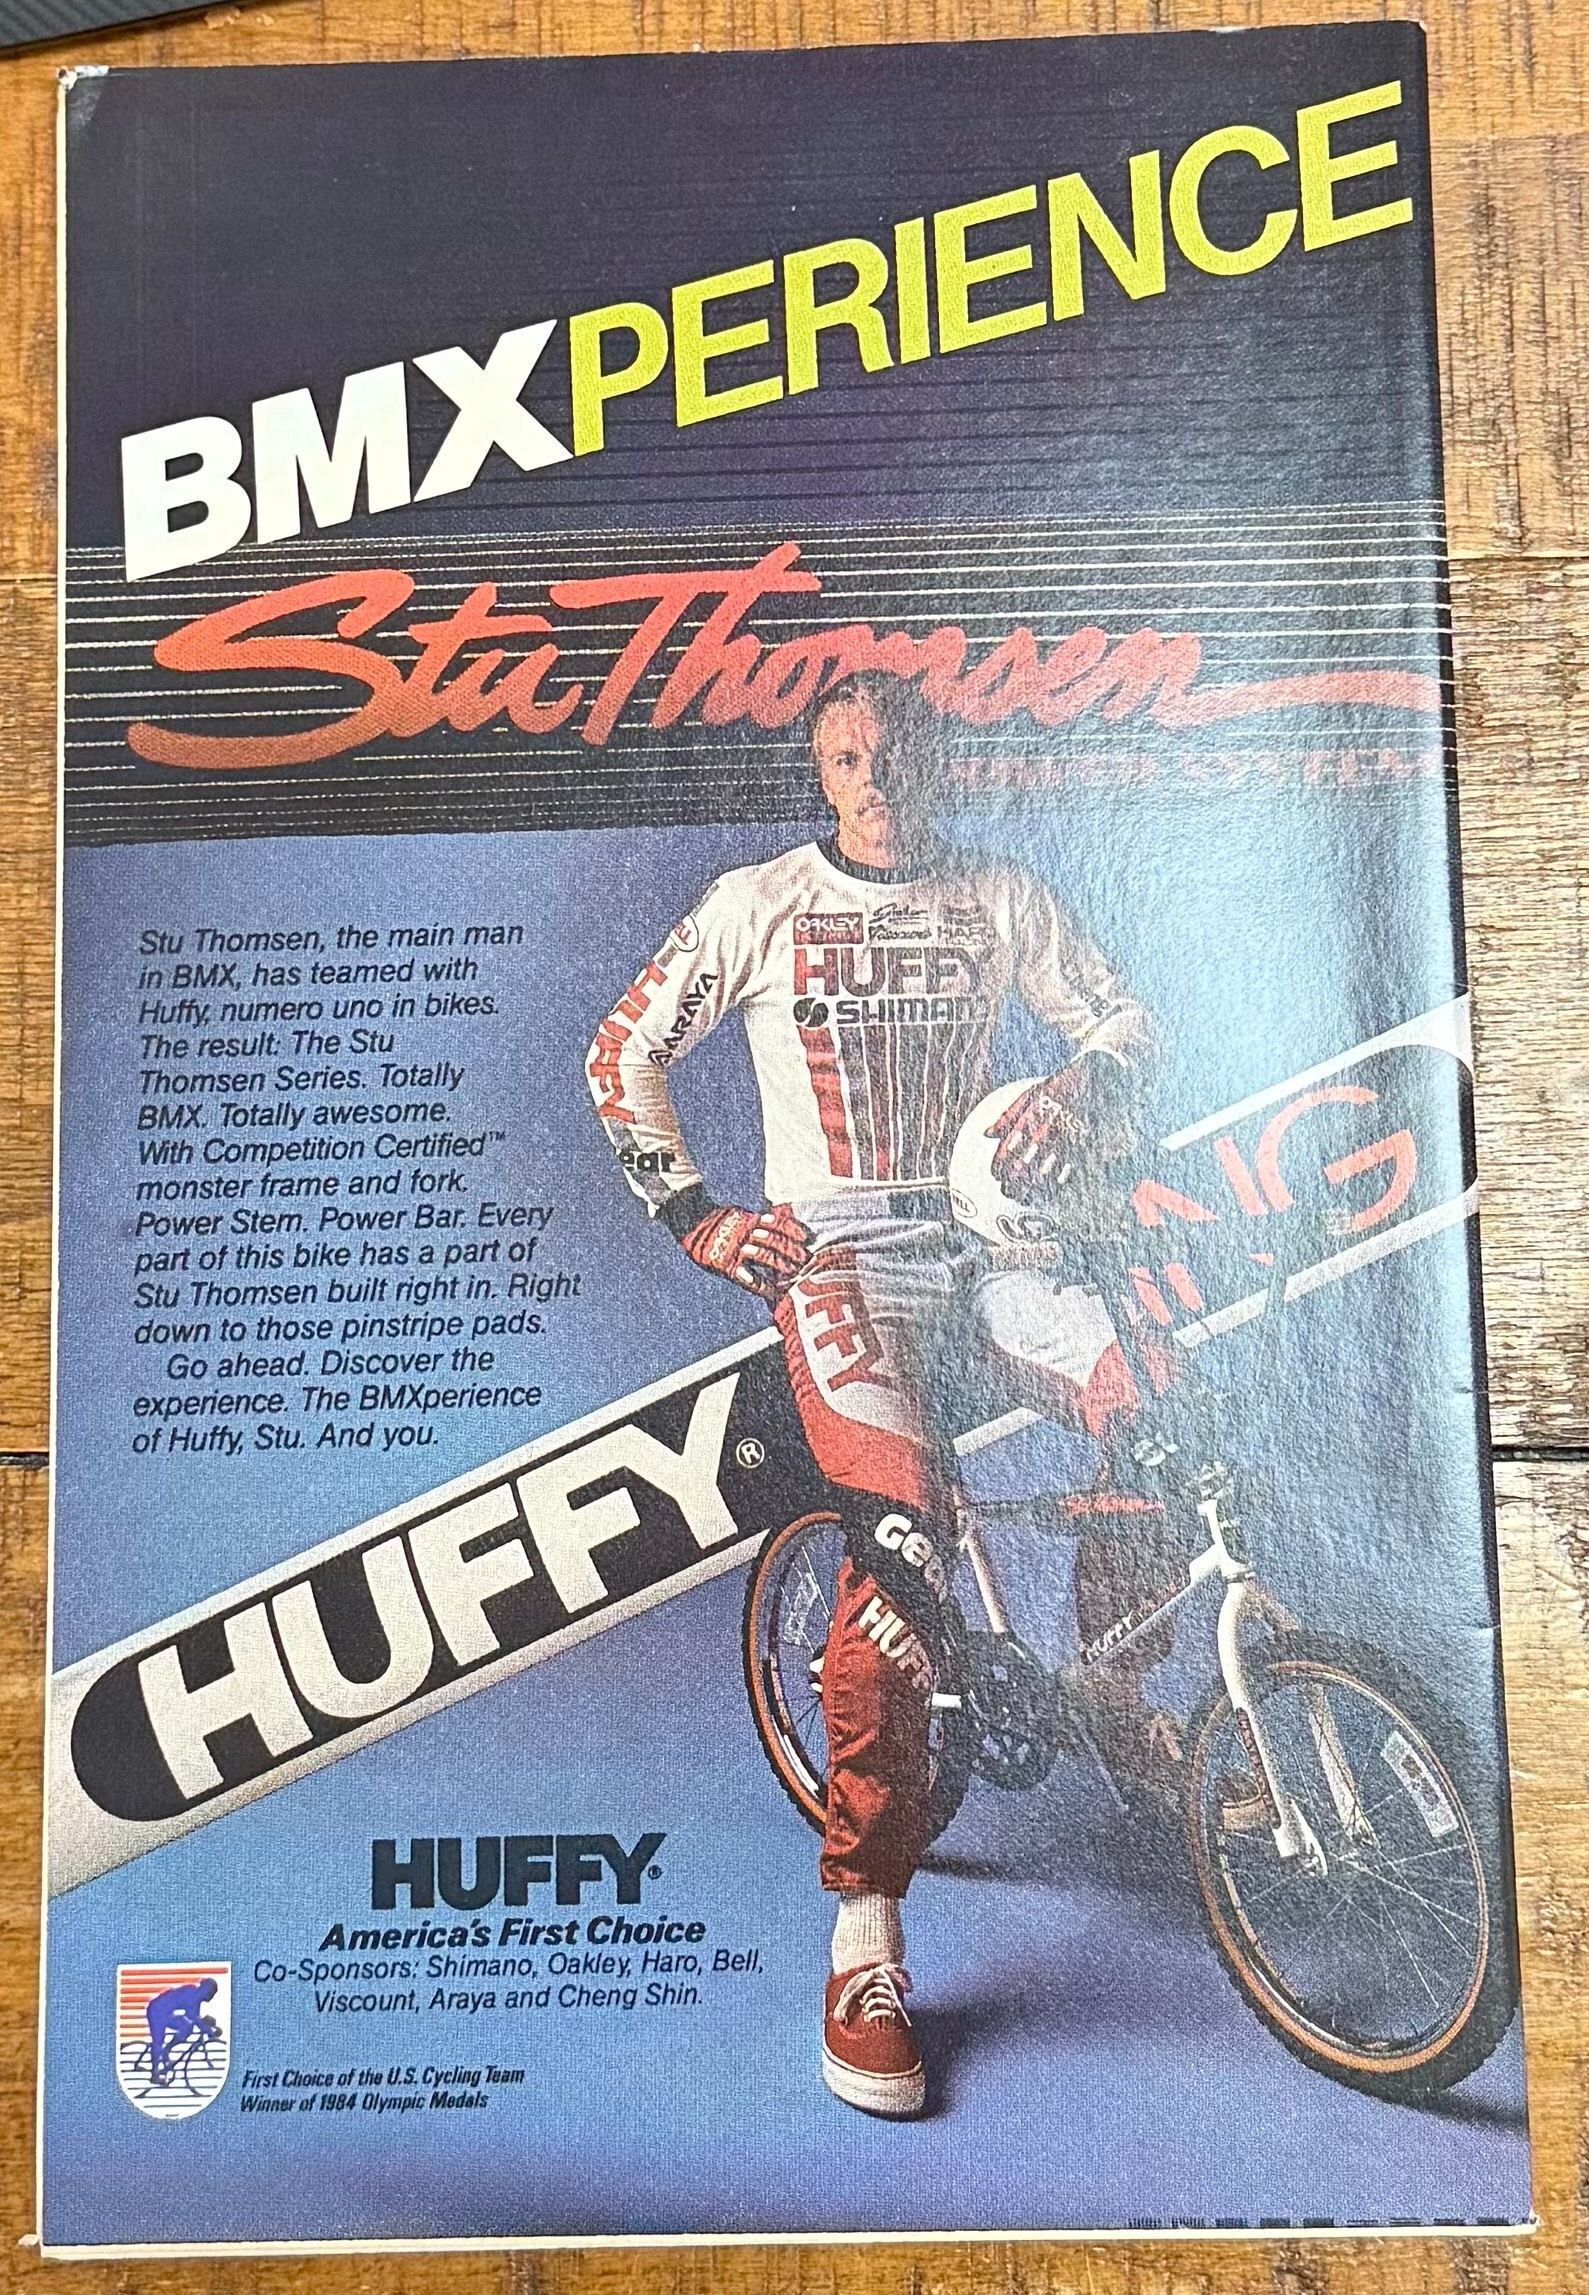 BMXPERIENCE
Stu Thomsen
Stu Thomsen, the main man
in BMX, has teamed with
Huffy, numero uno in bikes.
The result: The Stu
Thomsen Series. Totally
BMX. Totally awesome.
With Competition Certified™
monster frame and fork.
Power Stem. Power Bar. Every
part of this bike has a part of
Stu Thomsen built right in. Right
down to those pinstripe pads.
Go ahead. Discover the
experience. The BMXperience
of Huffy, Stu. And you.
OAKLEY
HARO
HUFFY
SHIMANO
HUFFY
ARAYA
HUFFY
Gear
HUFFY
HUFFY
HUFFY®
HUFFY®
America's First Choice
Co-Sponsors: Shimano, Oakley, Haro, Bell,
Viscount, Araya and Cheng Shin.
First Choice of the U.S. Cycling Team
Winner of 1984 Olympic Medals